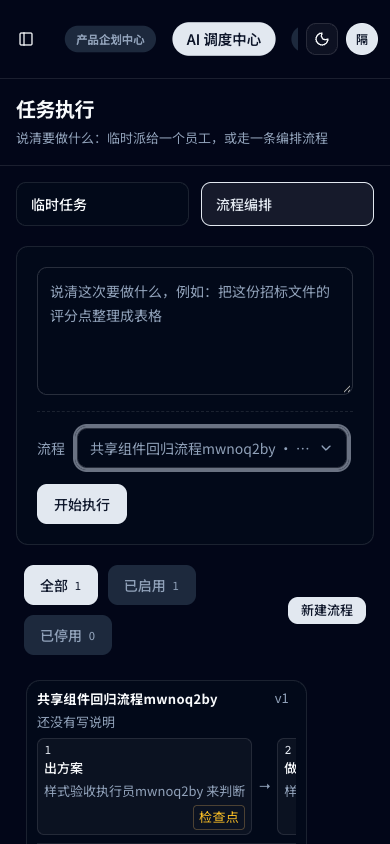 产品企划中心
AI 调度中心
隔
任务执行
说清要做什么：临时派给一个员工，或走一条编排流程
临时任务
流程编排
说清这次要做什么，例如：把这份招标文件的
评分点整理成表格
流程
共享组件回归流程mwnoq2by · …
开始执行
全部 1
已启用 1
已停用 0
新建流程
共享组件回归流程mwnoq2by
v1
还没有写说明
1
出方案
样式验收执行员mwnoq2by 来判断
检查点
→
2
做
样